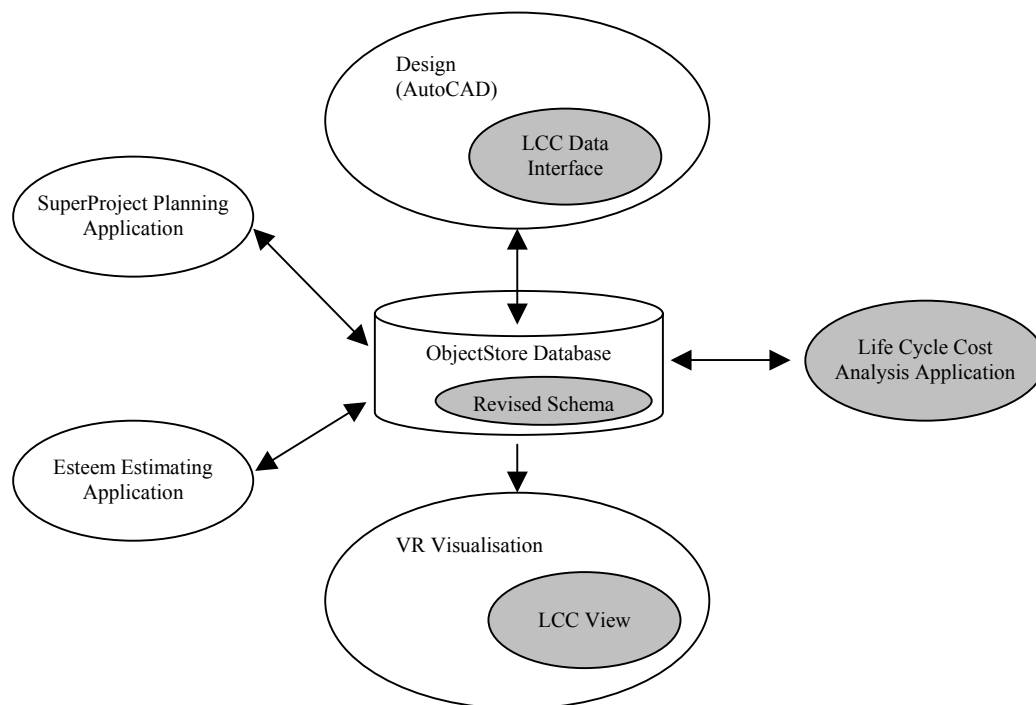 Design
(AutoCAD)
LCC Data
Interface
SuperProject Planning
Application
ObjectStore Database
Revised Schema
Life Cycle Cost
Analysis Application
Esteem Estimating
Application
VR Visualisation
LCC View